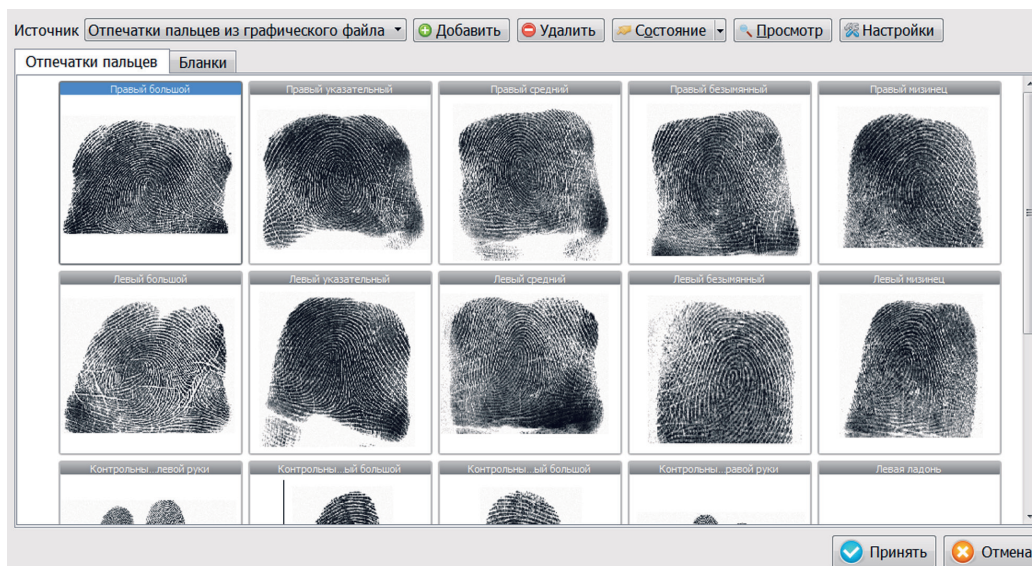 Источник Отпечатки пальцев из графического файла Добавить Удалить Состояние Просмотр Настройки
Отпечатки пальцев Бланки
Правый большой Правый указательный Правый средний Правый безымянный Правый мизинец
Левый большой Левый указательный Левый средний Левый безымянный Левый мизинец
Контрольны...левой руки Контрольны...ый большой Контрольны...ый большой Контрольны...равой руки Левая ладонь
Принять Отмена